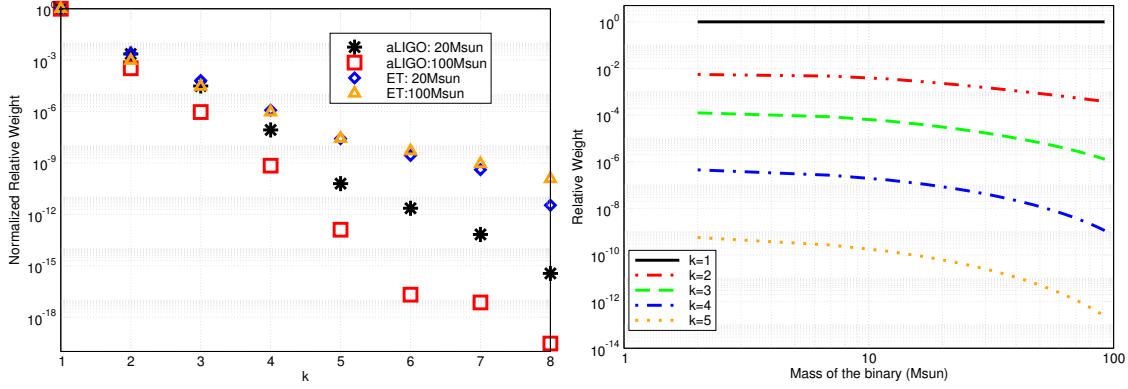 Normalized Relative Weight
10^0
10^-3
10^-6
10^-9
10^-12
10^-15
10^-18
1 2 3 4 5 6 7 8
k
aLIGO: 20Msun
aLIGO:100Msun
ET: 20Msun
ET:100Msun
Relative Weight
10^0
10^-2
10^-4
10^-6
10^-8
10^-10
10^-12
10^-14
1 10 100
Mass of the binary (Msun)
k=1
k=2
k=3
k=4
k=5